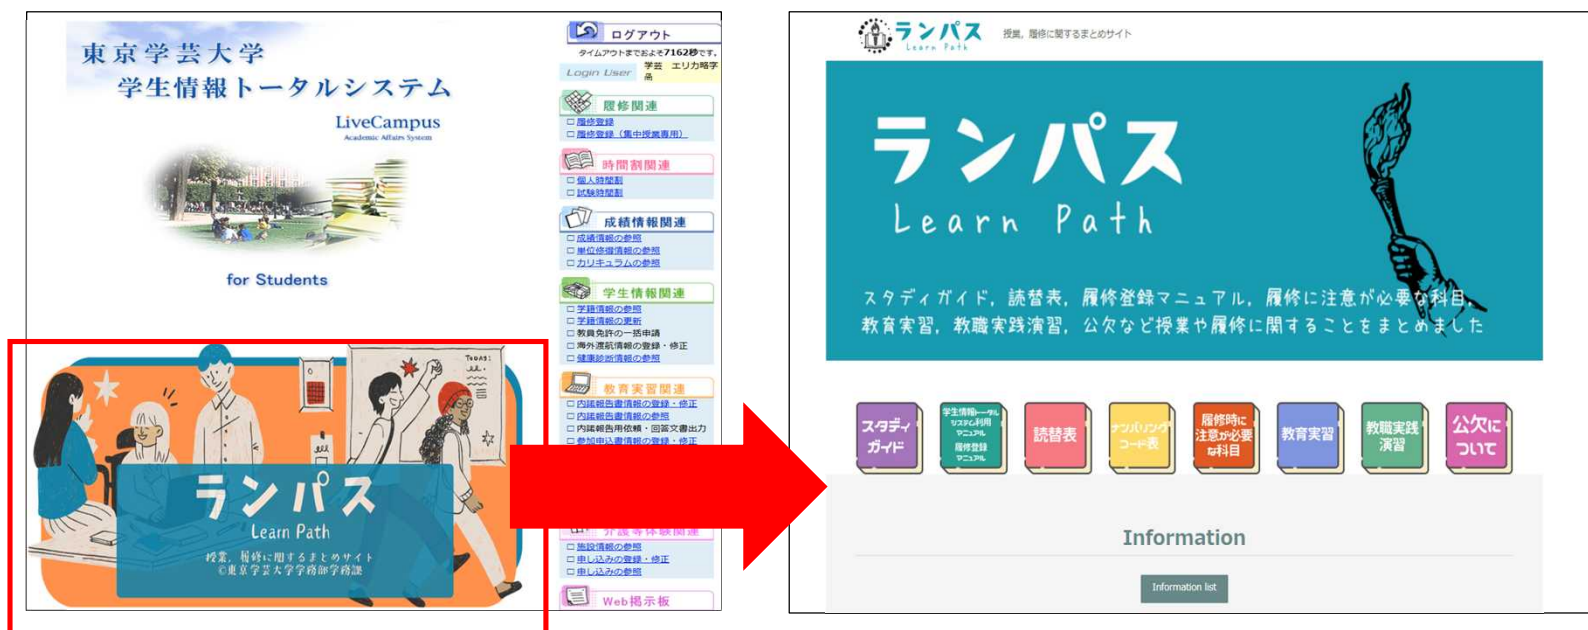 東京学芸大学
学生情報トータルシステム
LiveCampus
Academic Affairs System
for Students
TODAY:
ランパス
Learn Path
授業，履修に関するまとめサイト
©東京学芸大学学務部学務課
ログアウト
タイムアウトまでおよそ7162秒です。
Login User
学芸 エリカ略字
履修関連
履修登録
履修登録（集中授業専用）
時間割関連
個人時間割
試験時間割
成績情報関連
成績情報の参照
単位修得情報の参照
カリキュラムの参照
学生情報関連
学籍情報の参照
学籍情報の更新
教員免許の一括申請
海外渡航情報の登録・修正
健康診断情報の参照
教育実習関連
内諾報告書情報の登録・修正
内諾報告書情報の参照
内諾報告用依頼・回答文書出力
参加申込書情報の登録・修正
介護等体験関連
施設情報の参照
申し込みの登録・修正
申し込みの参照
Web掲示板
ランパス
Learn Path
授業，履修に関するまとめサイト
ランパス
Learn Path
スタディガイド，読替表，履修登録マニュアル，履修に注意が必要な科目，
教育実習，教職実践演習，公欠など授業や履修に関することをまとめました
スタディ
ガイド
学生情報トータル
システム利用
マニュアル
履修登録
マニュアル
読替表
ナンバリング
コード表
履修時に
注意が必要
な科目
教育実習
教職実践
演習
公欠に
ついて
Information
Information list